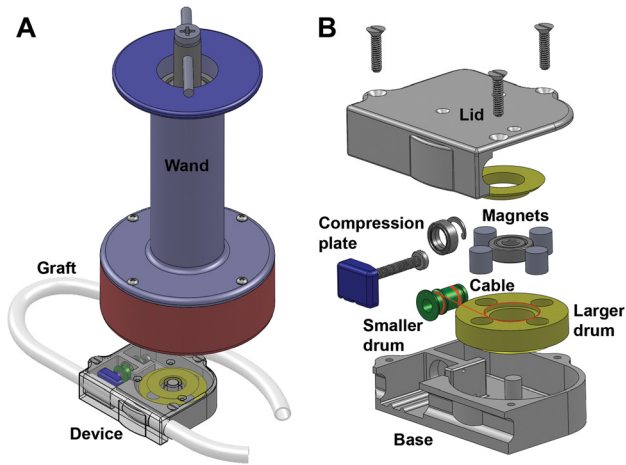 A
B
Wand
Graft
Device
Lid
Magnets
Compression
plate
Cable
Smaller
drum
Larger
drum
Base